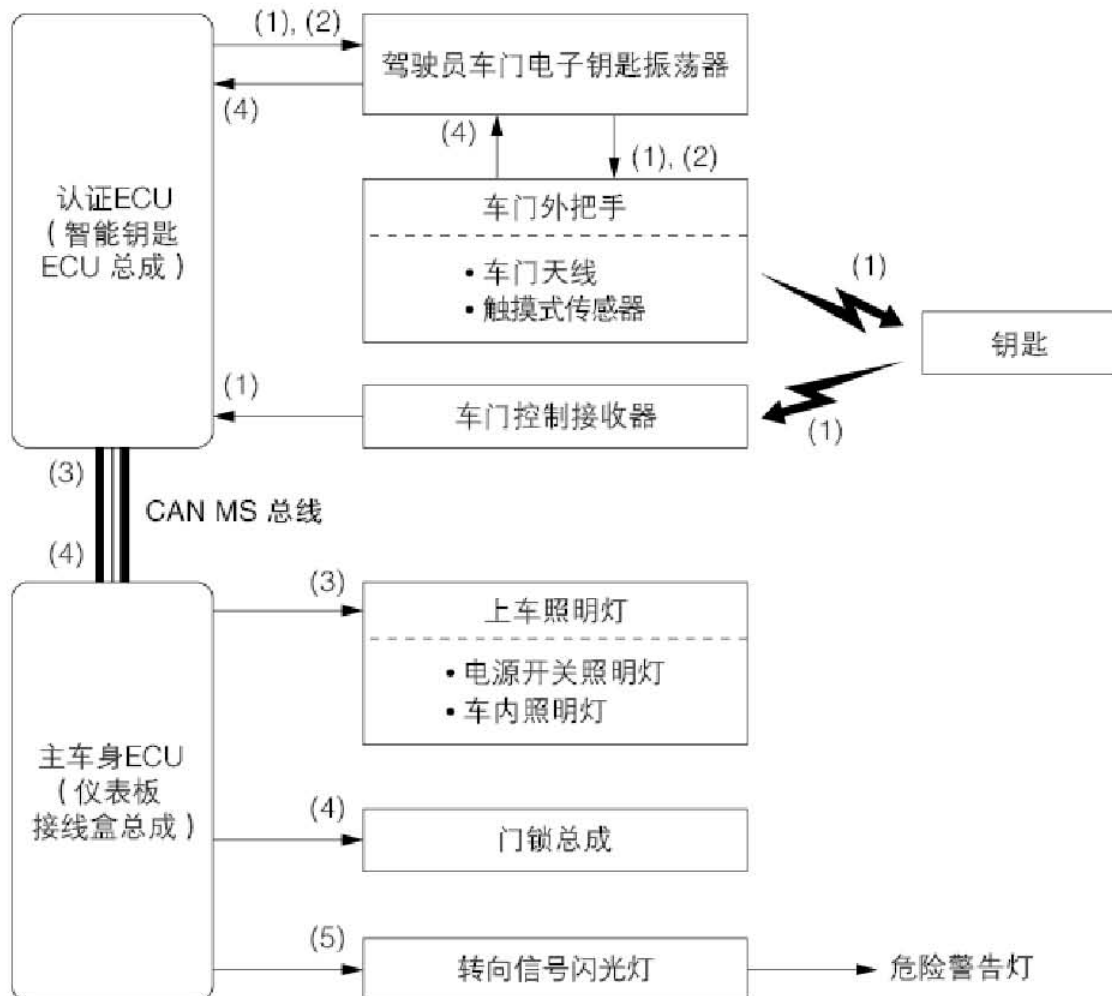 (1), (2)
驾驶员车门电子钥匙振荡器
(4)
(4)
(1), (2)
认证ECU
（智能钥匙
ECU 总成）
车门外把手
• 车门天线
• 触摸式传感器
(1)
钥匙
(1)
车门控制接收器
(1)
(3)
CAN MS 总线
(4)
(3)
上车照明灯
• 电源开关照明灯
• 车内照明灯
主车身ECU
（仪表板
接线盒总成）
(4)
门锁总成
(5)
转向信号闪光灯
危险警告灯